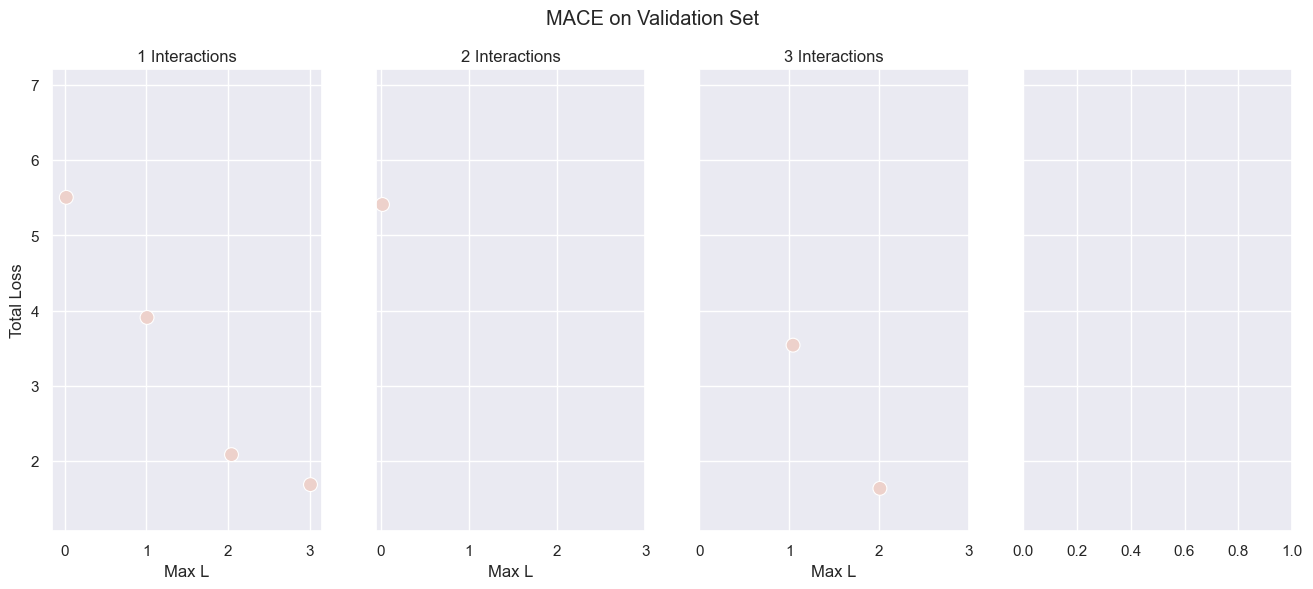 MACE on Validation Set
1 Interactions
2 Interactions
3 Interactions
Total Loss
7
6
5
4
3
2
0 1 2 3
0 1 2 3
0 1 2 3
0.0 0.2 0.4 0.6 0.8 1.0
Max L
Max L
Max L